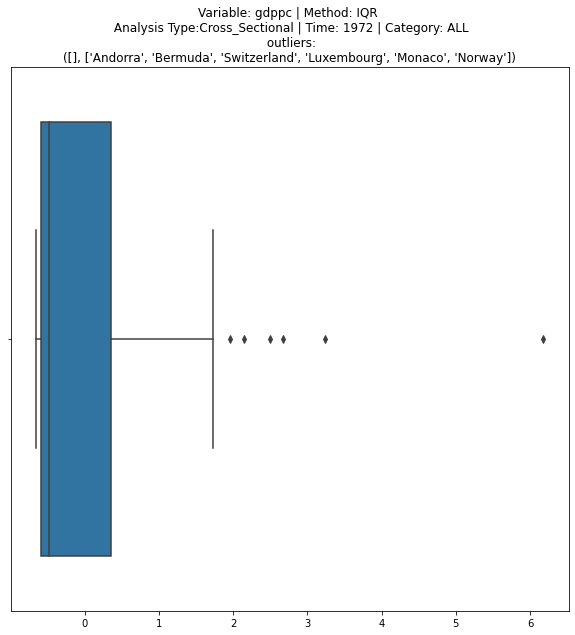 Variable: gdppc | Method: IQR
Analysis Type:Cross_Sectional | Time: 1972 | Category: ALL
outliers:
([], ['Andorra', 'Bermuda', 'Switzerland', 'Luxembourg', 'Monaco', 'Norway'])
0 1 2 3 4 5 6